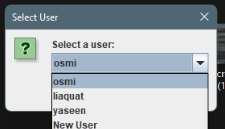 Select User
Select a user:
osmi
osmi
liaquat
yaseen
New User